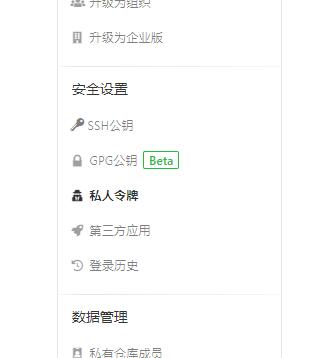 升级为组织
升级为企业版
安全设置
SSH公钥
GPG公钥 Beta
私人令牌
第三方应用
登录历史
数据管理
私有仓库成员